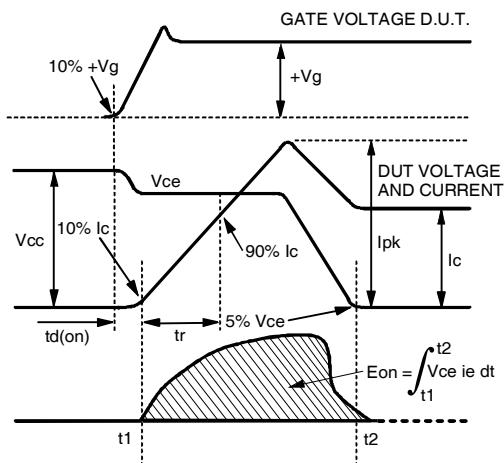 GATE VOLTAGE D.U.T.
10% +Vg
+Vg
Vce
DUT VOLTAGE
AND CURRENT
Vcc
10% Ic
90% Ic
Ipk
Ic
td(on)
tr
5% Vce
Eon = ∫ Vce ie dt
t2
t1
t1
t2